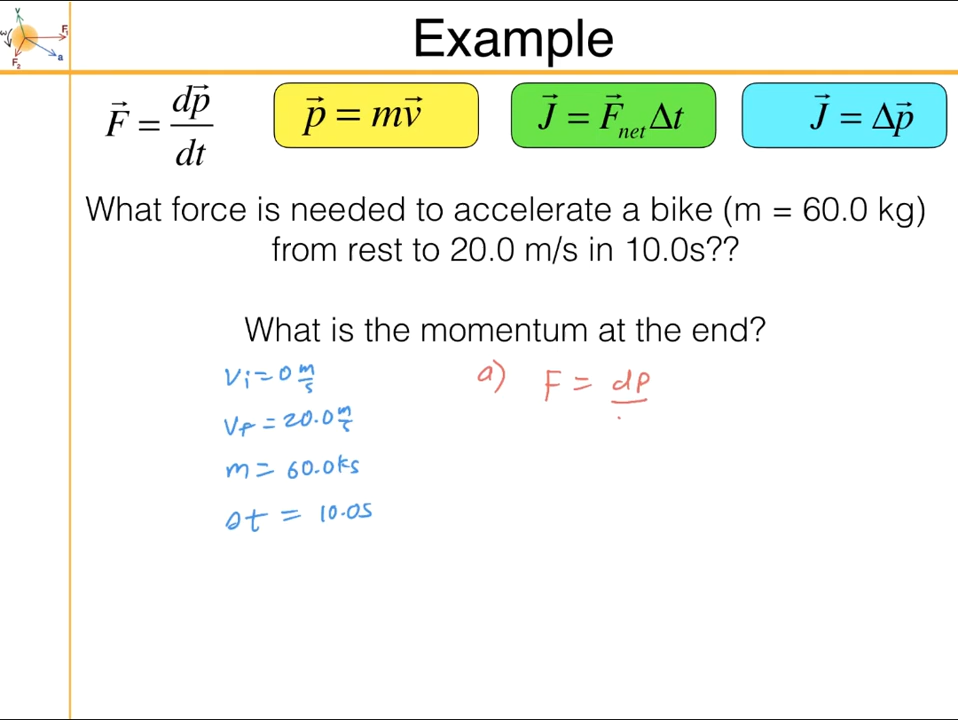 Example
F⃗ = dp⃗/dt
p⃗ = mv⃗
J⃗ = F⃗net Δt
J⃗ = Δp⃗
What force is needed to accelerate a bike (m = 60.0 kg)
from rest to 20.0 m/s in 10.0s??
What is the momentum at the end?
vi = 0 m/s
a) F = dp
vf = 20.0 m/s
m = 60.0 kg
Δt = 10.0s